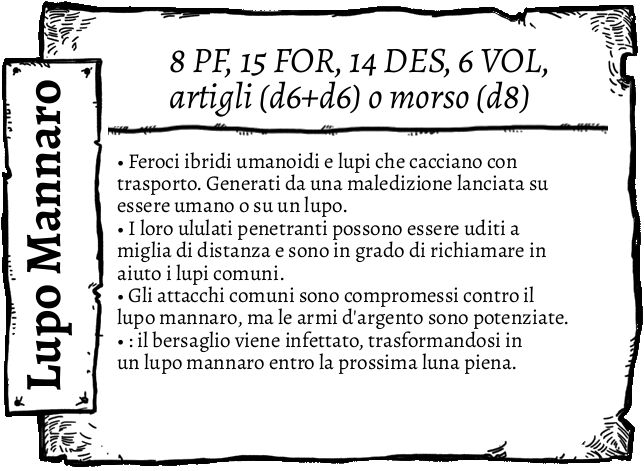 Lupo Mannaro
8 PF, 15 FOR, 14 DES, 6 VOL,
artigli (d6+d6) o morso (d8)
• Feroci ibridi umanoidi e lupi che cacciano con
trasporto. Generati da una maledizione lanciata su
essere umano o su un lupo.
• I loro ululati penetranti possono essere uditi a
miglia di distanza e sono in grado di richiamare in
aiuto i lupi comuni.
• Gli attacchi comuni sono compromessi contro il
lupo mannaro, ma le armi d'argento sono potenziate.
• : il bersaglio viene infettato, trasformandosi in
un lupo mannaro entro la prossima luna piena.